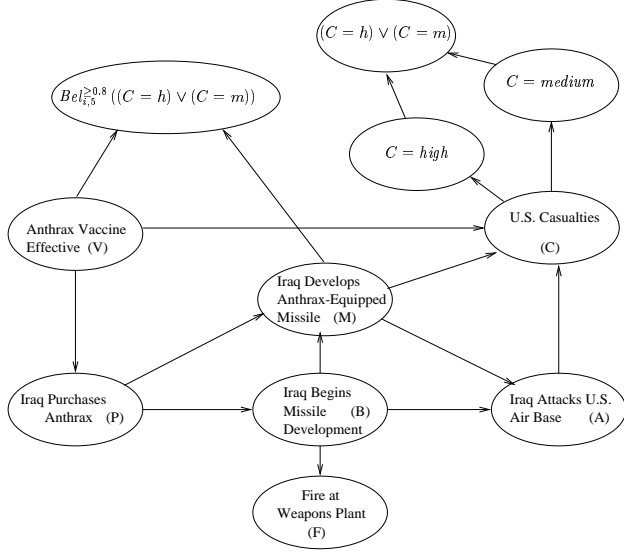 (C = h) ∨ (C = m)
C = medium
Bel^{≥0.8}_{i,5} ((C = h) ∨ (C = m))
C = high
Anthrax Vaccine
Effective (V)
U.S. Casualties
(C)
Iraq Develops
Anthrax-Equipped
Missile (M)
Iraq Purchases
Anthrax (P)
Iraq Begins
Missile (B)
Development
Iraq Attacks U.S.
Air Base (A)
Fire at
Weapons Plant
(F)